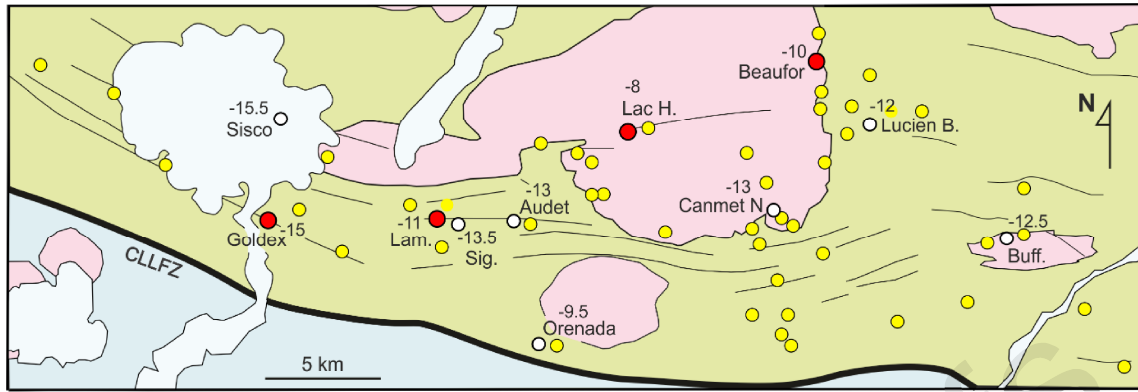 -10
Beaufor
-8
Lac H.
-12
Lucien B.
N
-15.5
Sisco
-13
Audet
-13
Canmet N
-15
Goldex
-11
Lam.
-13.5
Sig.
-12.5
Buff.
CLLFZ
-9.5
Orenada
5 km